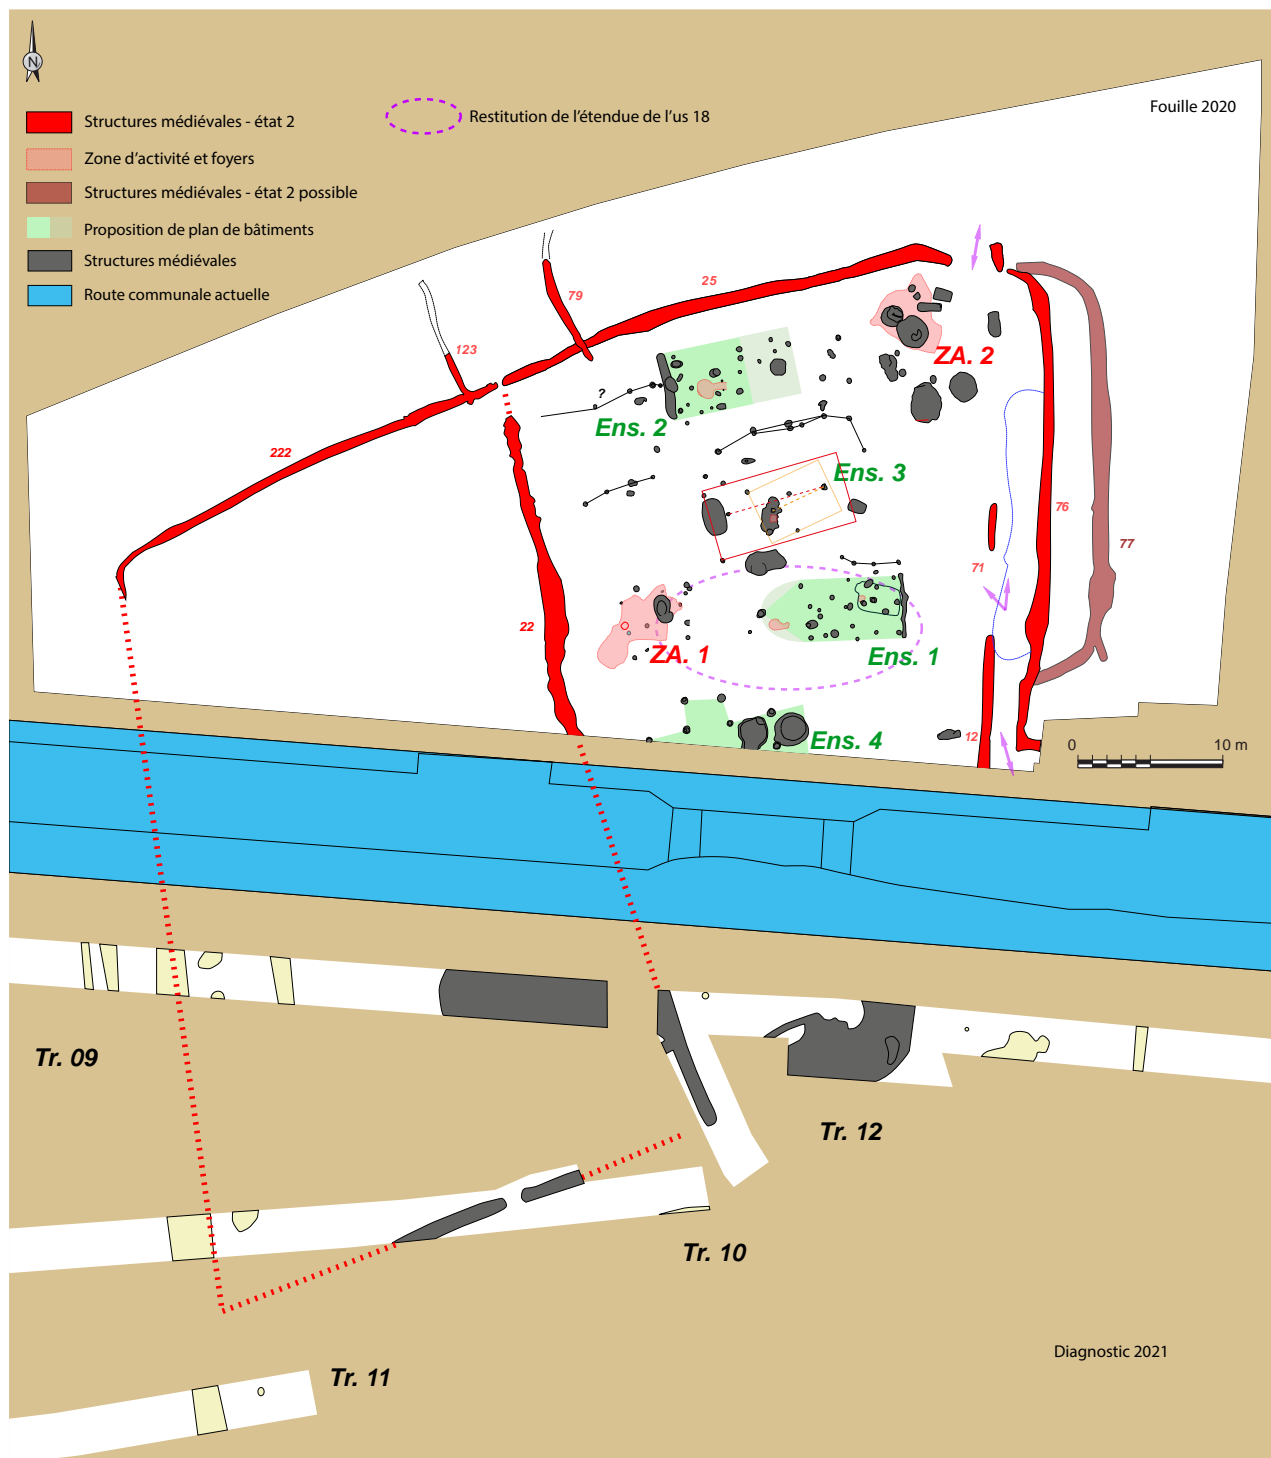 N
Structures médiévales - état 2
Restitution de l'étendue de l'us 18
Fouille 2020
Zone d'activité et foyers
Structures médiévales - état 2 possible
Proposition de plan de bâtiments
Structures médiévales
Route communale actuelle
25
79
123
ZA. 2
?
Ens. 2
222
Ens. 3
76
77
71
22
ZA. 1
Ens. 1
12
Ens. 4
0 10 m
Tr. 09
Tr. 12
Tr. 10
Diagnostic 2021
Tr. 11